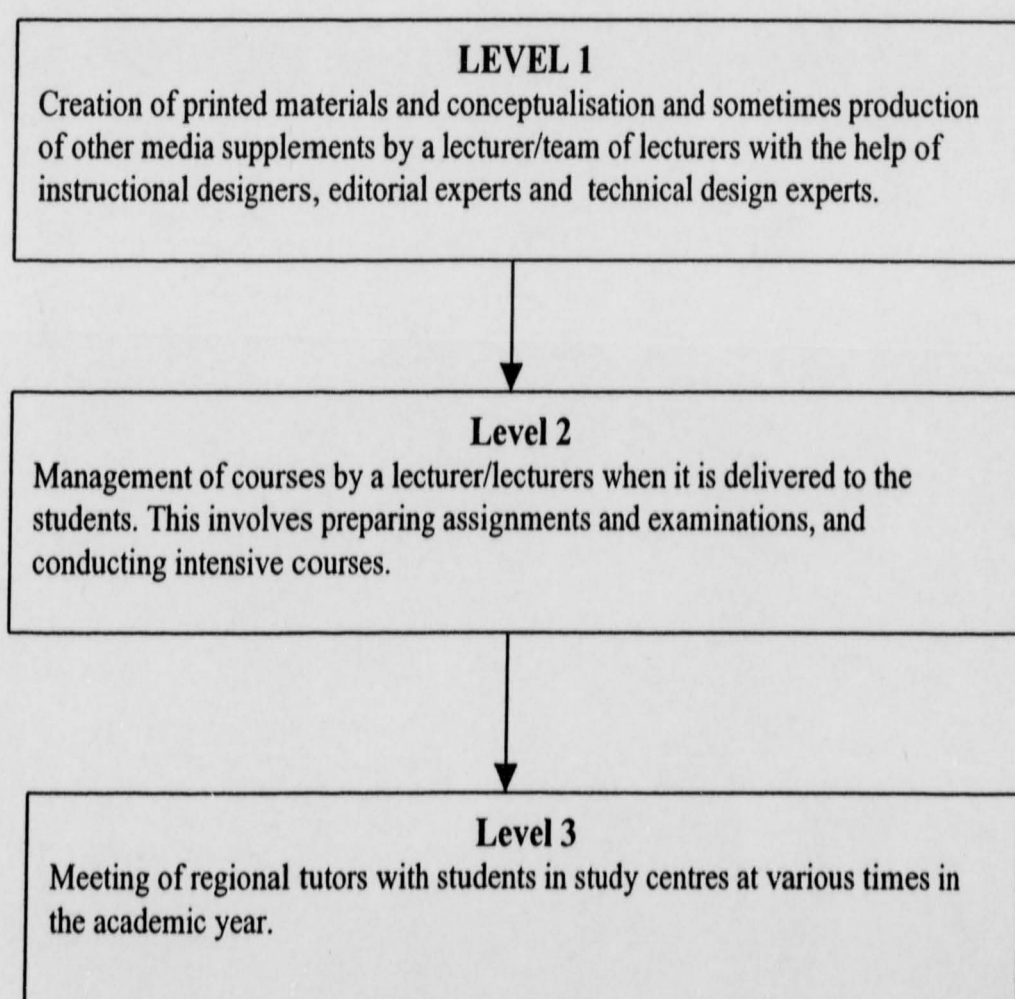 LEVEL 1
Creation of printed materials and conceptualisation and sometimes production
of other media supplements by a lecturer/team of lecturers with the help of
instructional designers, editorial experts and technical design experts.
Level 2
Management of courses by a lecturer/lecturers when it is delivered to the
students. This involves preparing assignments and examinations, and
conducting intensive courses.
Level 3
Meeting of regional tutors with students in study centres at various times in
the academic year.